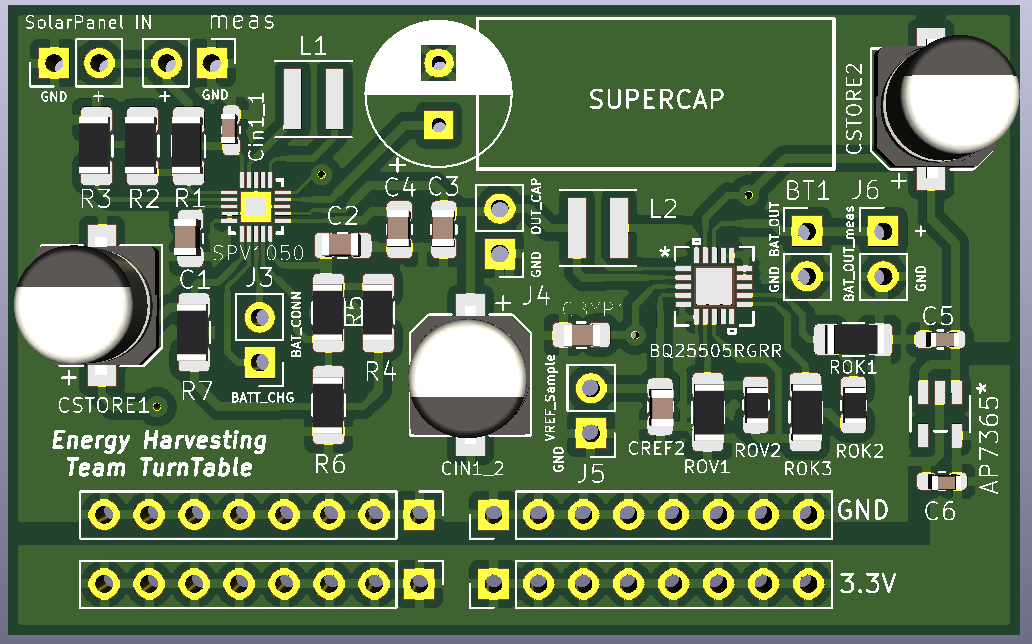 SolarPanel IN
meas
GND
+
+
GND
L1
Cin1_1
SUPERCAP
CSTORE2
+
+
R3
R2
R1
C4
C3
OUT_CAP
GND
J4
L2
BT1
J6
BAT_OUT
GND
BAT_OUT_meas
+
GND
SPV1050
C2
C1
J3
BAT_CONN
BATT_CHG
R5
R4
R7
+
CSTORE1
R6
+
CIN1_2
*
BQ25505RGRR
VREF_Sample
GND
J5
CREF2
ROV1
ROV2
ROK3
ROK2
ROK1
C5
AP7365*
C6
Energy Harvesting
Team TurnTable
GND
3.3V